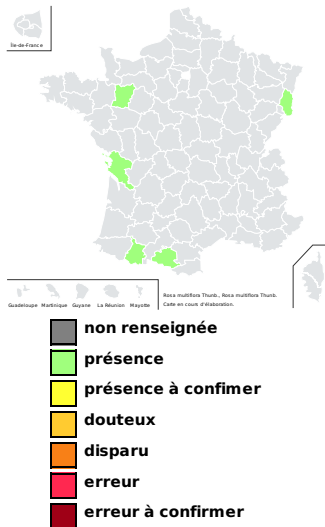 Île-de-France
Guadeloupe Martinique Guyane La Réunion Mayotte
Rosa multiflora Thunb., Rosa multiflora Thunb.
Carte en cours d'élaboration.
non renseignée
présence
présence à confimer
douteux
disparu
erreur
erreur à confirmer